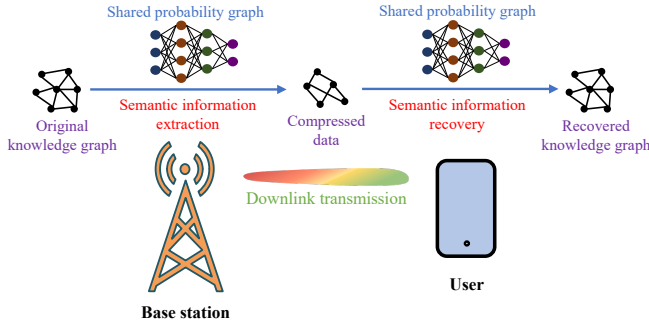 Shared probability graph
Shared probability graph
Semantic information
extraction
Semantic information
recovery
Original
knowledge graph
Compressed
data
Recovered
knowledge graph
Downlink transmission
User
Base station